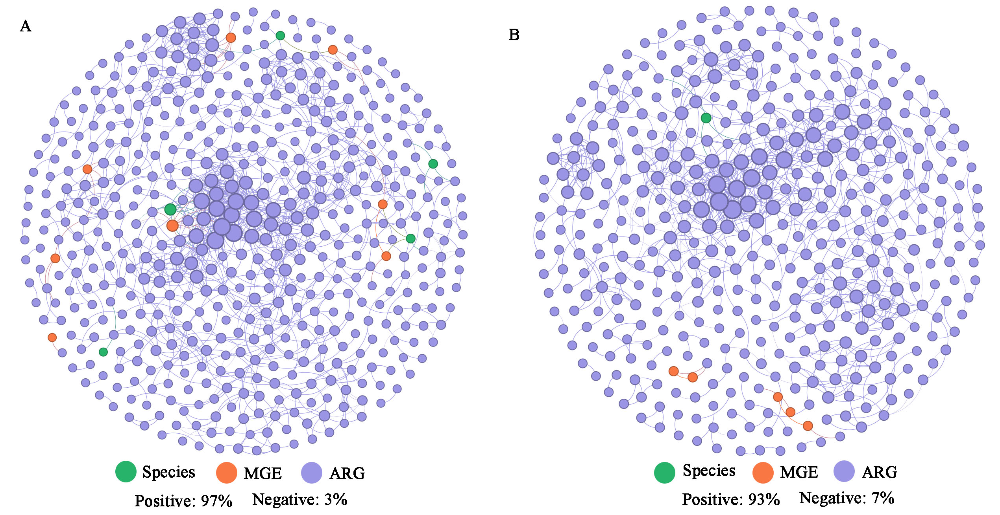 A
B
Species MGE ARG
Positive: 97% Negative: 3%
Species MGE ARG
Positive: 93% Negative: 7%